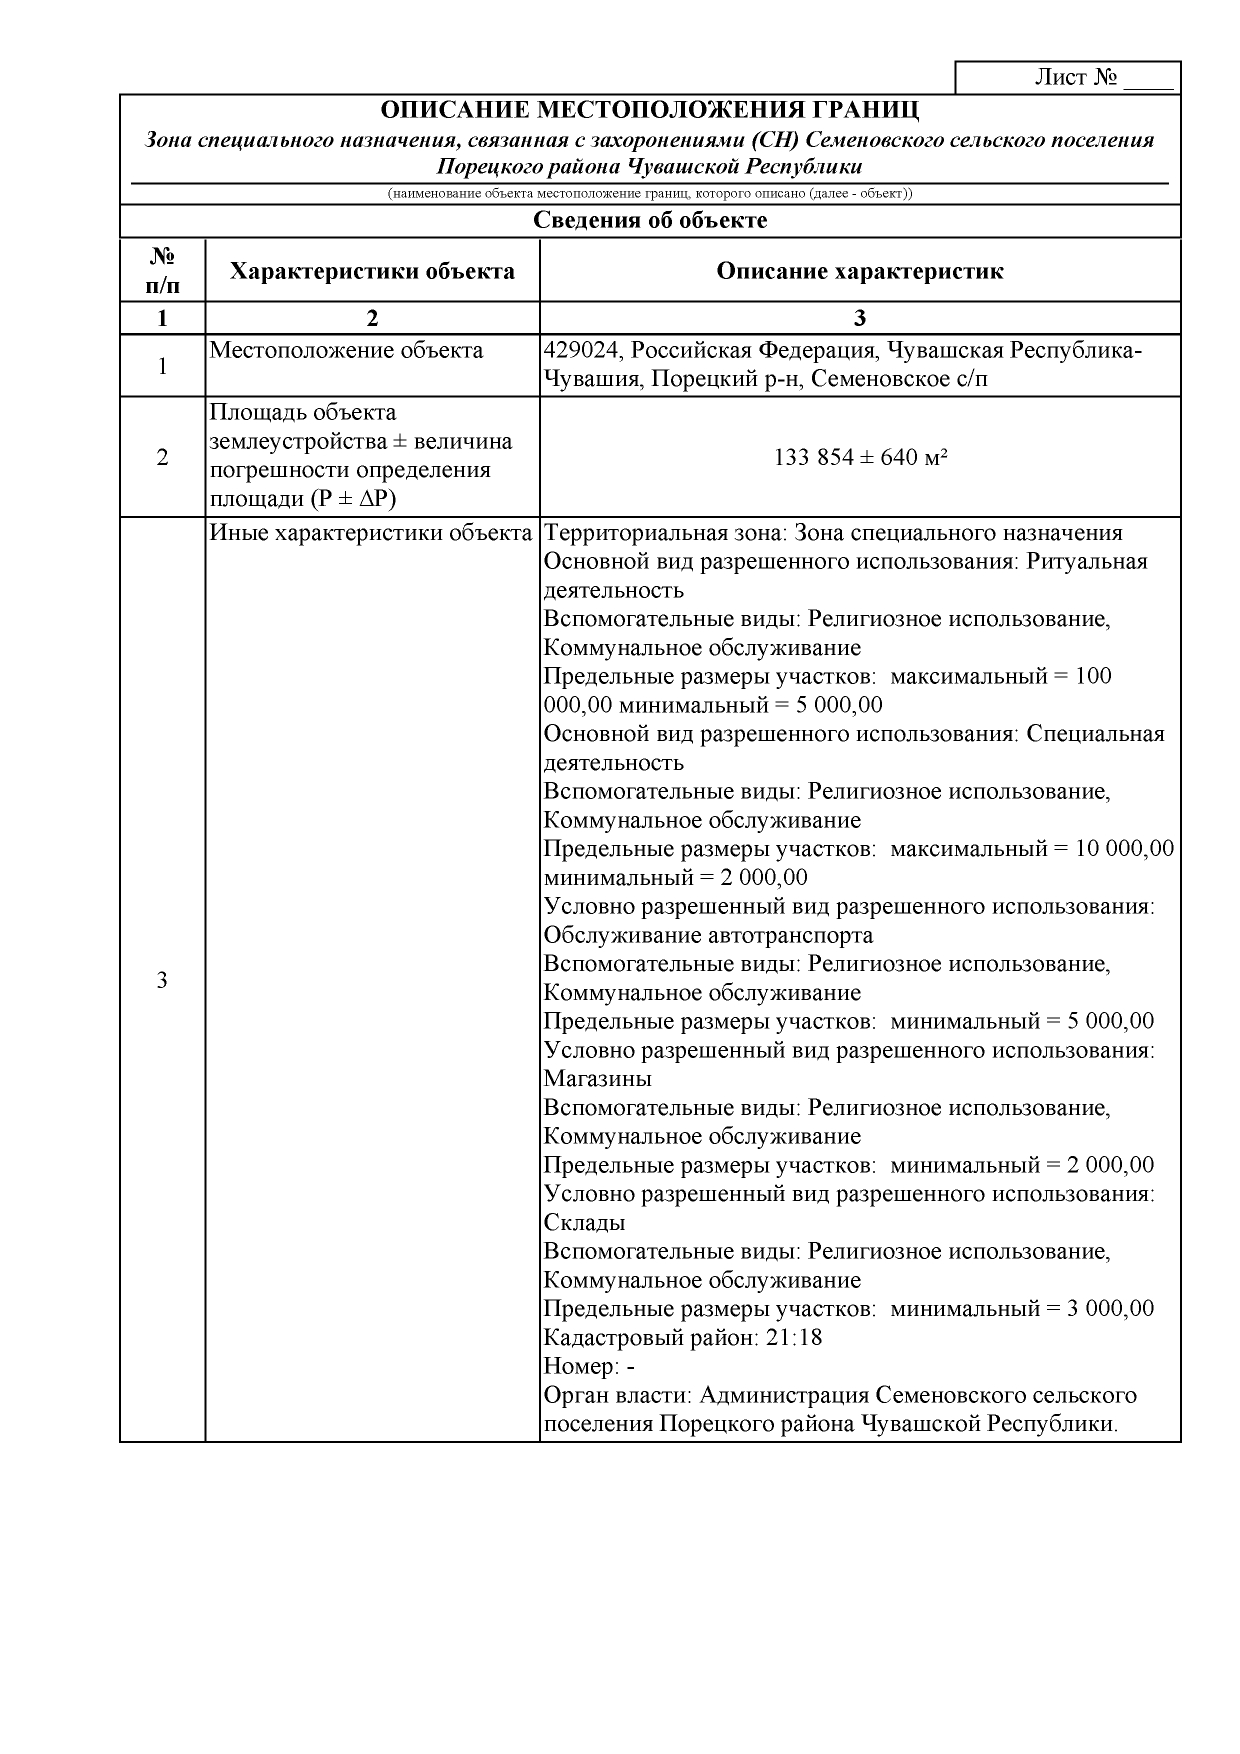 Лист № ____
ОПИСАНИЕ МЕСТОПОЛОЖЕНИЯ ГРАНИЦ
Зона специального назначения, связанная с захоронениями (СН) Семеновского сельского поселения
Порецкого района Чувашской Республики
(наименование объекта местоположение границ, которого описано (далее - объект))
Сведения об объекте
№
п/п
Характеристики объекта
Описание характеристик
1
2
3
1
Местоположение объекта
429024, Российская Федерация, Чувашская Республика-
Чувашия, Порецкий р-н, Семеновское с/п
2
Площадь объекта
землеустройства ± величина
погрешности определения
площади (P ± ∆P)
133 854 ± 640 м²
3
Иные характеристики объекта
Территориальная зона: Зона специального назначения
Основной вид разрешенного использования: Ритуальная
деятельность
Вспомогательные виды: Религиозное использование,
Коммунальное обслуживание
Предельные размеры участков:  максимальный = 100
000,00 минимальный = 5 000,00
Основной вид разрешенного использования: Специальная
деятельность
Вспомогательные виды: Религиозное использование,
Коммунальное обслуживание
Предельные размеры участков:  максимальный = 10 000,00
минимальный = 2 000,00
Условно разрешенный вид разрешенного использования:
Обслуживание автотранспорта
Вспомогательные виды: Религиозное использование,
Коммунальное обслуживание
Предельные размеры участков:  минимальный = 5 000,00
Условно разрешенный вид разрешенного использования:
Магазины
Вспомогательные виды: Религиозное использование,
Коммунальное обслуживание
Предельные размеры участков:  минимальный = 2 000,00
Условно разрешенный вид разрешенного использования:
Склады
Вспомогательные виды: Религиозное использование,
Коммунальное обслуживание
Предельные размеры участков:  минимальный = 3 000,00
Кадастровый район: 21:18
Номер: -
Орган власти: Администрация Семеновского сельского
поселения Порецкого района Чувашской Республики.